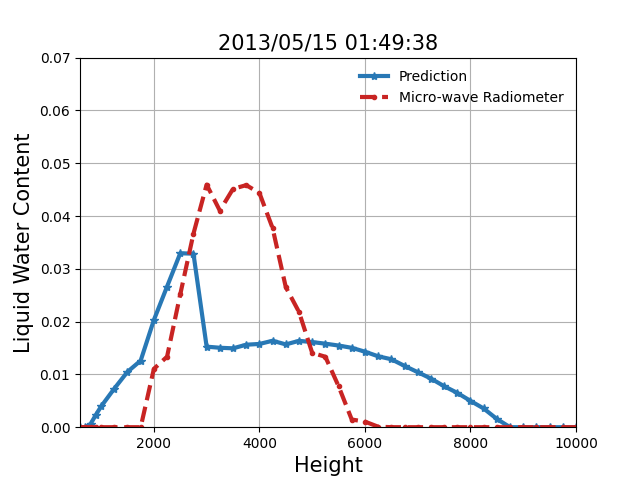 2013/05/15 01:49:38
0.07
0.06
0.05
0.04
0.03
0.02
0.01
0.00
Liquid Water Content
Prediction
Micro-wave Radiometer
2000 4000 6000 8000 10000
Height